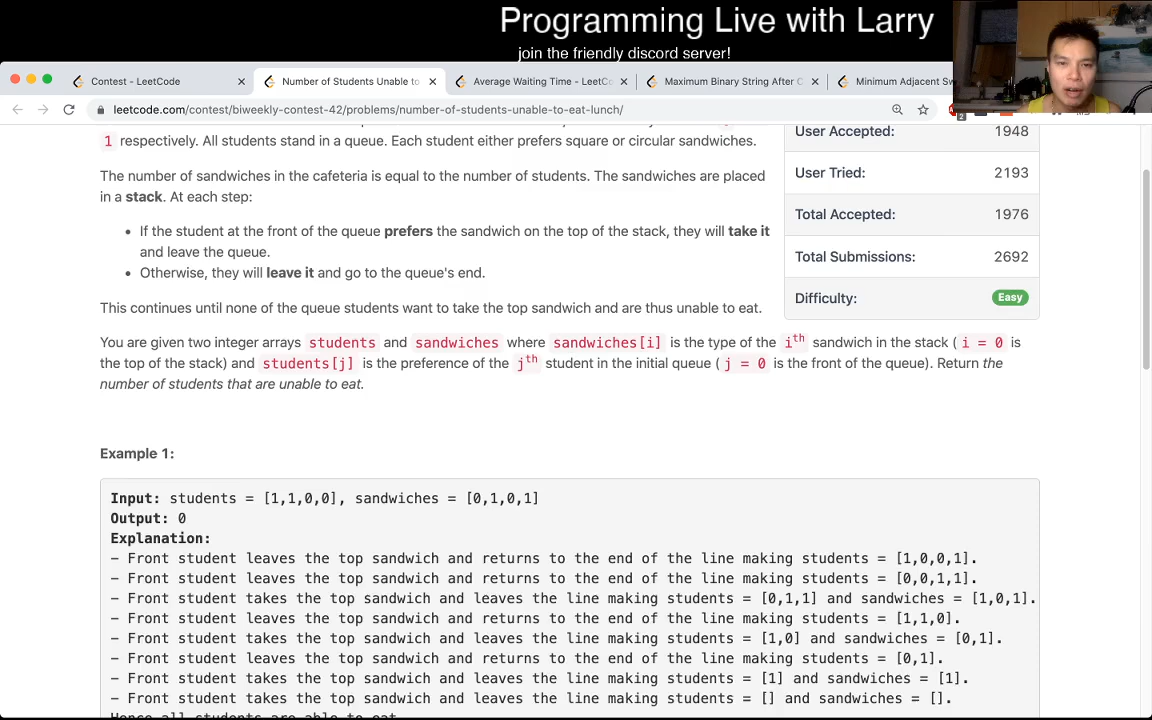 Programming Live with Larry
join the friendly discord server!
Contest - LeetCode
Number of Students Unable to
Average Waiting Time - LeetCo
Maximum Binary String After C
Minimum Adjacent Sw
leetcode.com/contest/biweekly-contest-42/problems/number-of-students-unable-to-eat-lunch/
2
1 respectively. All students stand in a queue. Each student either prefers square or circular sandwiches.
The number of sandwiches in the cafeteria is equal to the number of students. The sandwiches are placed
in a stack. At each step:
• If the student at the front of the queue prefers the sandwich on the top of the stack, they will take it
and leave the queue.
• Otherwise, they will leave it and go to the queue's end.
This continues until none of the queue students want to take the top sandwich and are thus unable to eat.
You are given two integer arrays students and sandwiches where sandwiches[i] is the type of the ith sandwich in the stack ( i = 0 is
the top of the stack) and students[j] is the preference of the jth student in the initial queue ( j = 0 is the front of the queue). Return the
number of students that are unable to eat.
User Accepted: 1948
User Tried: 2193
Total Accepted: 1976
Total Submissions: 2692
Difficulty: Easy
Example 1:
Input: students = [1,1,0,0], sandwiches = [0,1,0,1]
Output: 0
Explanation:
- Front student leaves the top sandwich and returns to the end of the line making students = [1,0,0,1].
- Front student leaves the top sandwich and returns to the end of the line making students = [0,0,1,1].
- Front student takes the top sandwich and leaves the line making students = [0,1,1] and sandwiches = [1,0,1].
- Front student leaves the top sandwich and returns to the end of the line making students = [1,1,0].
- Front student takes the top sandwich and leaves the line making students = [1,0] and sandwiches = [0,1].
- Front student leaves the top sandwich and returns to the end of the line making students = [0,1].
- Front student takes the top sandwich and leaves the line making students = [1] and sandwiches = [1].
- Front student takes the top sandwich and leaves the line making students = [] and sandwiches = [].
Hence all students are able to eat.